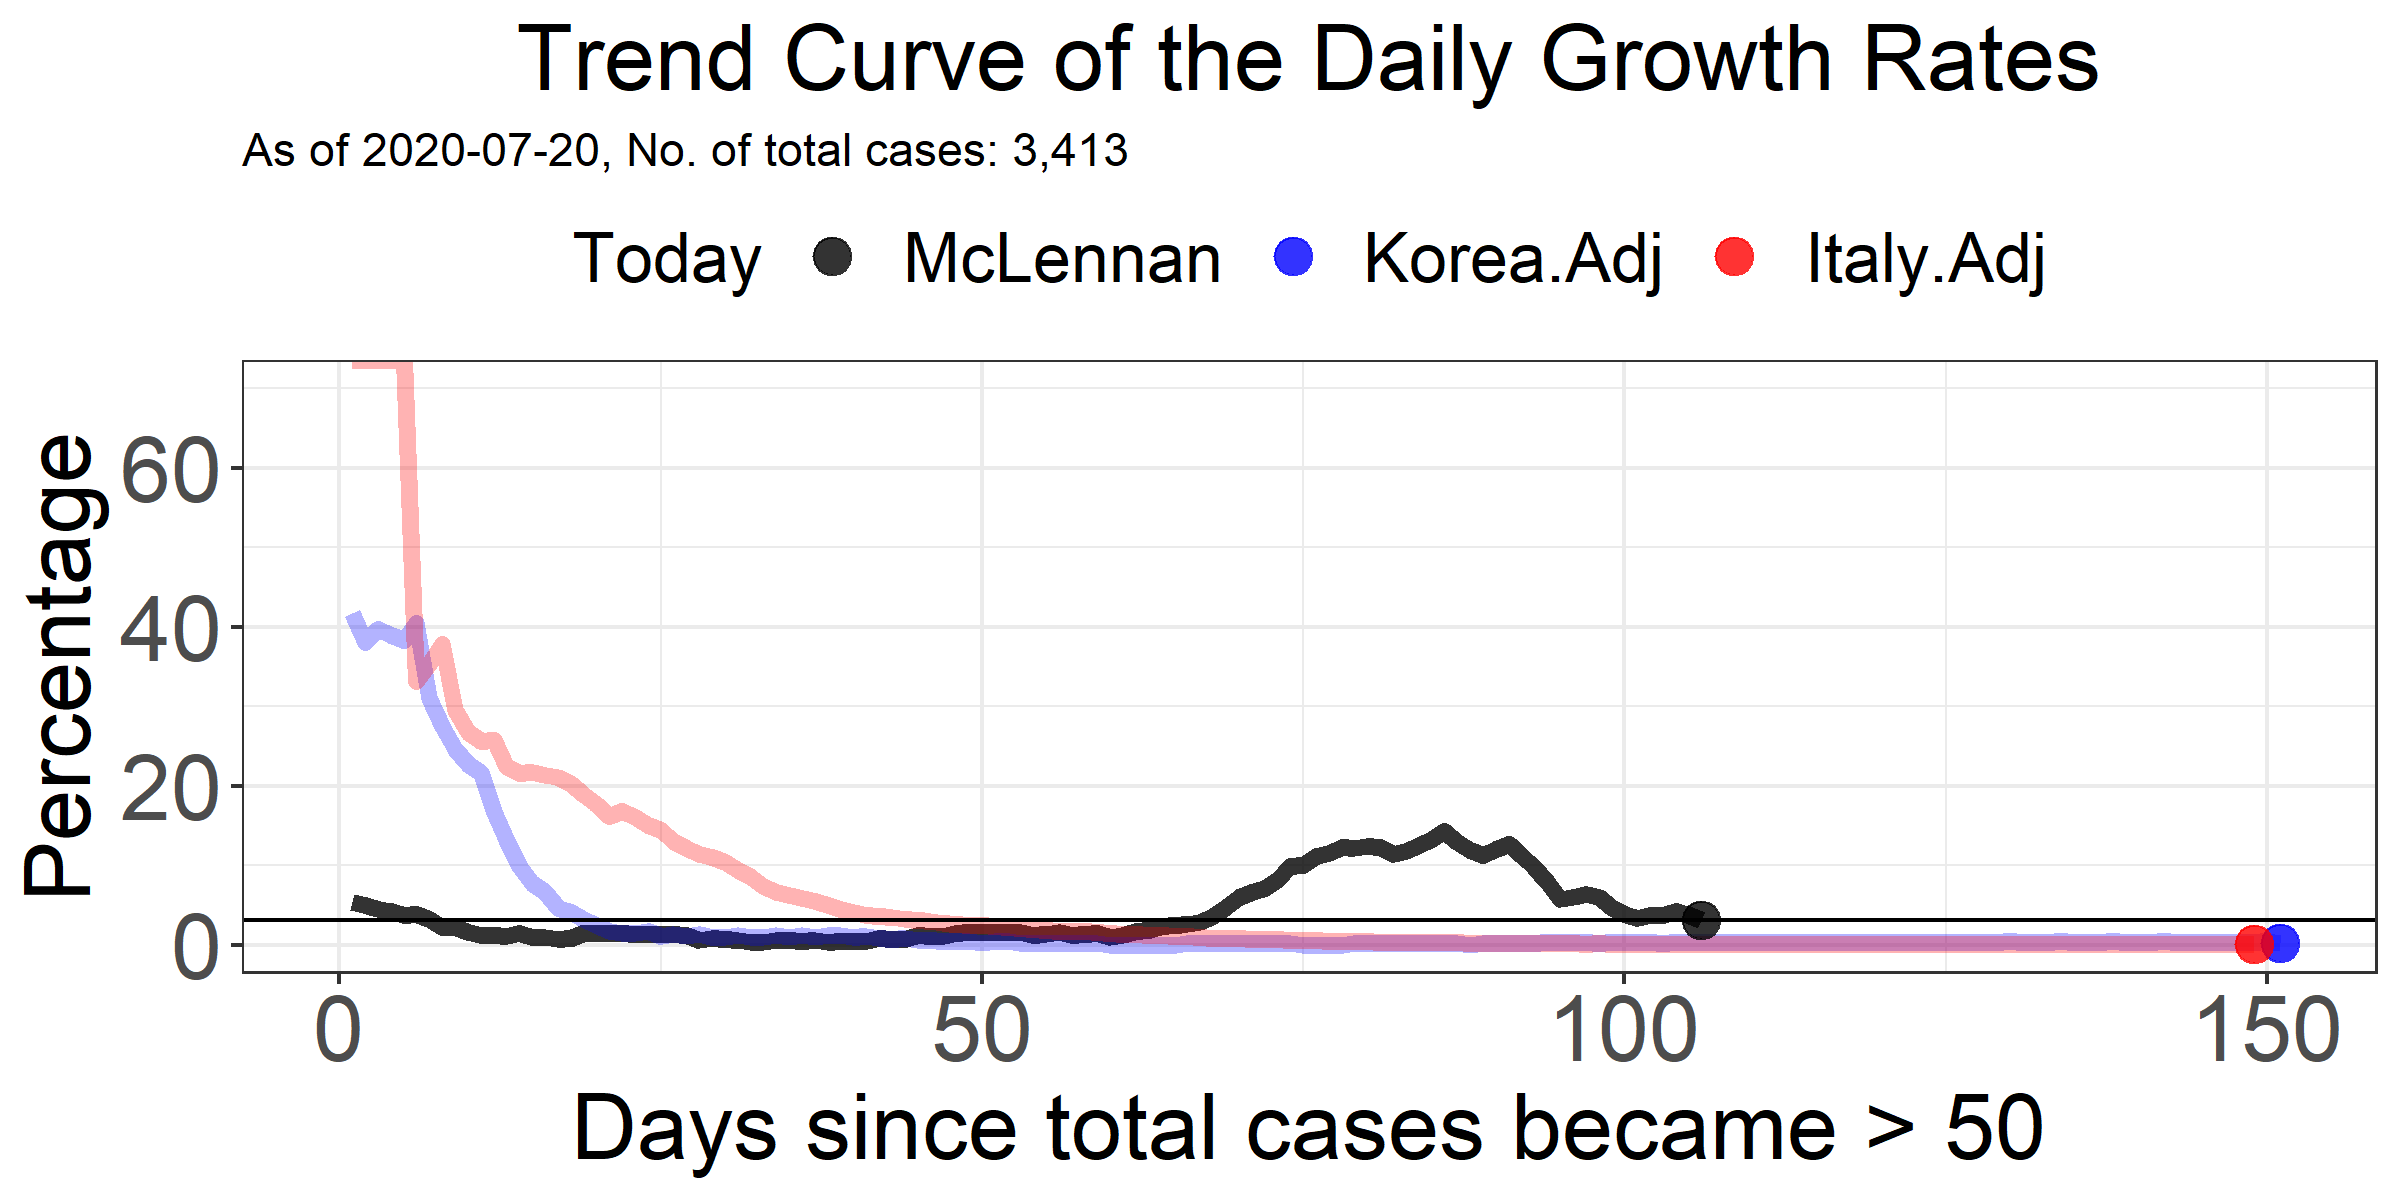 Trend Curve of the Daily Growth Rates
As of 2020-07-20, No. of total cases: 3,413
Today McLennan Korea.Adj Italy.Adj
Percentage
60
40
20
0
0 50 100 150
Days since total cases became > 50